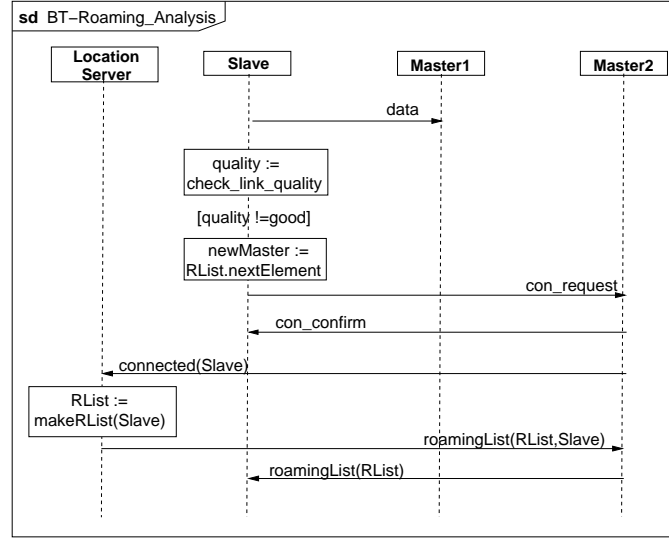 sd BT−Roaming_Analysis
Location
Server
Slave
Master1
Master2
data
quality :=
check_link_quality
[quality !=good]
newMaster :=
RList.nextElement
con_request
con_confirm
connected(Slave)
RList :=
makeRList(Slave)
roamingList(RList,Slave)
roamingList(RList)